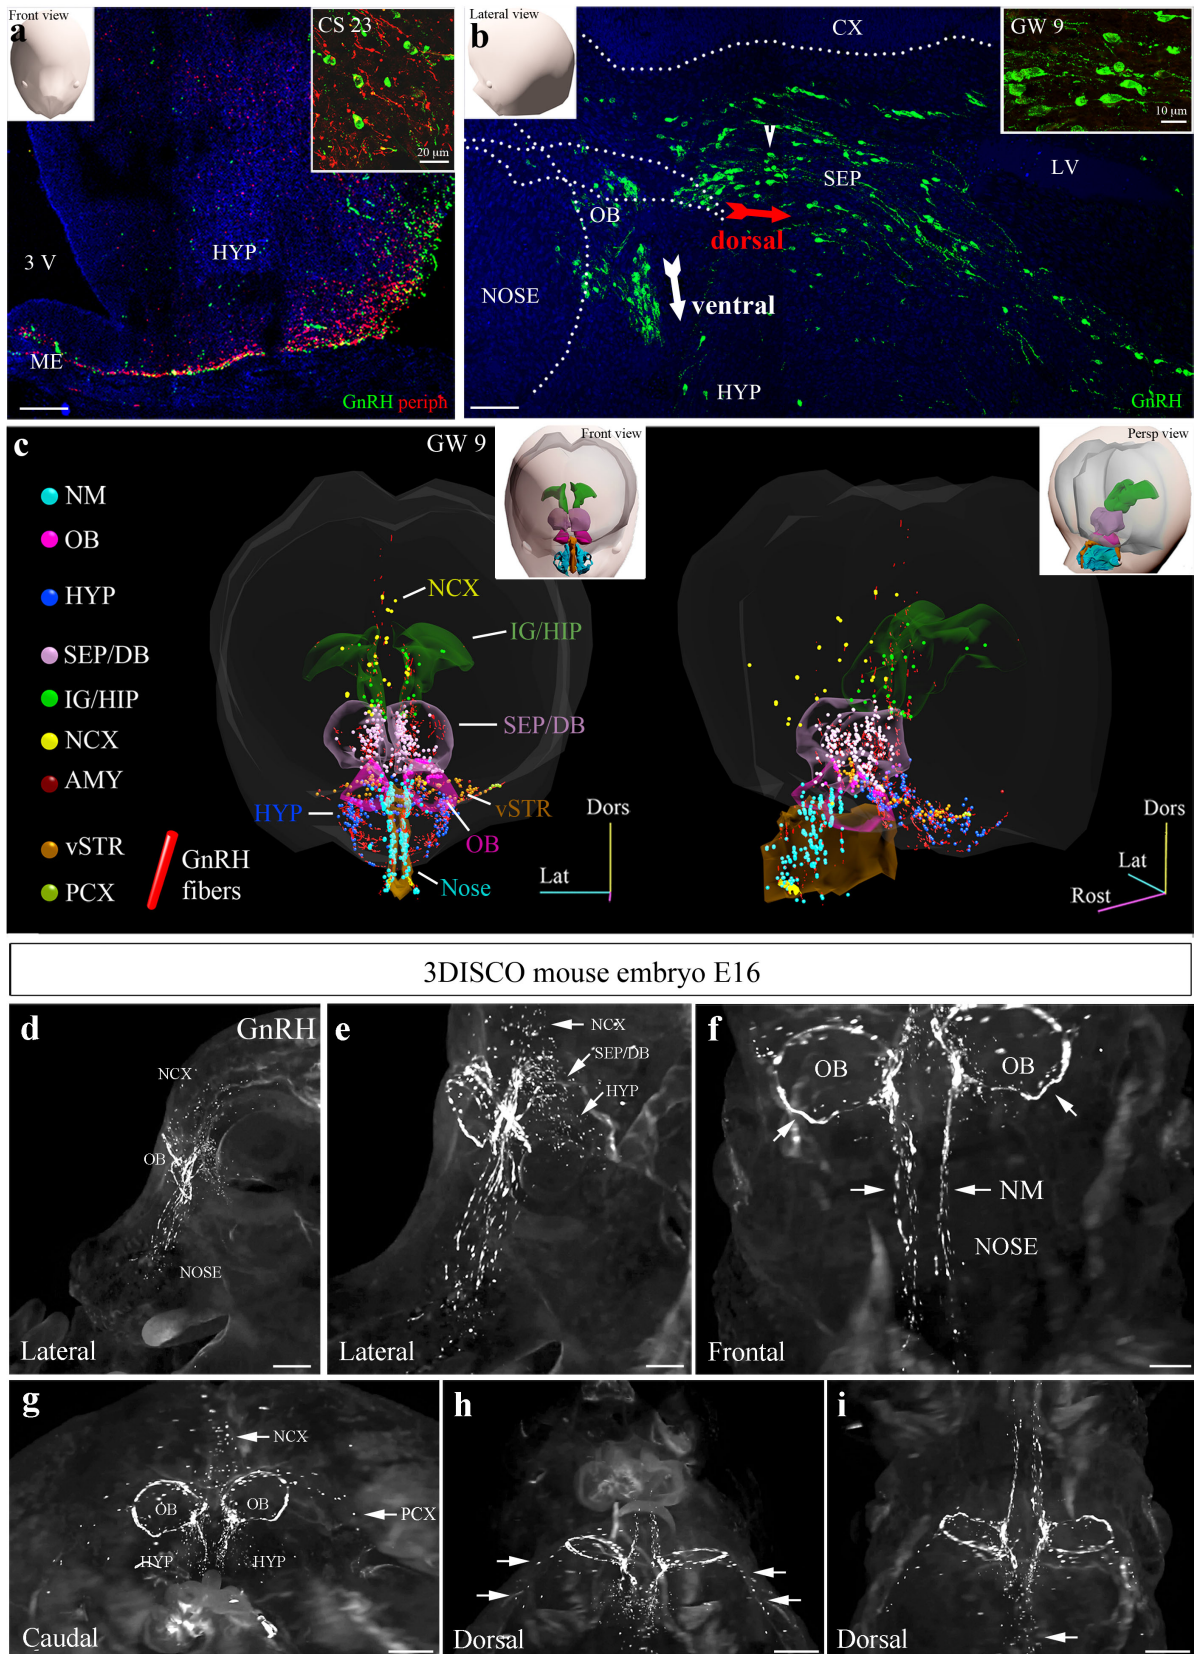 Front view
a
CS 23
20 µm
HYP
3 V
ME
GnRH periph
Lateral view
b
CX
GW 9
10 µm
LV
SEP
OB
dorsal
NOSE
ventral
HYP
GnRH
c
GW 9
Front view
Persp view
NM
OB
HYP
SEP/DB
IG/HIP
NCX
AMY
vSTR
PCX
GnRH
fibers
NCX
IG/HIP
SEP/DB
HYP
vSTR
OB
Nose
Dors
Lat
Dors
Lat
Rost
3DISCO mouse embryo E16
d
GnRH
NCX
OB
NOSE
Lateral
e
NCX
SEP/DB
HYP
Lateral
f
OB
OB
NM
NOSE
Frontal
g
NCX
OB
OB
PCX
HYP
HYP
Caudal
h
Dorsal
i
Dorsal